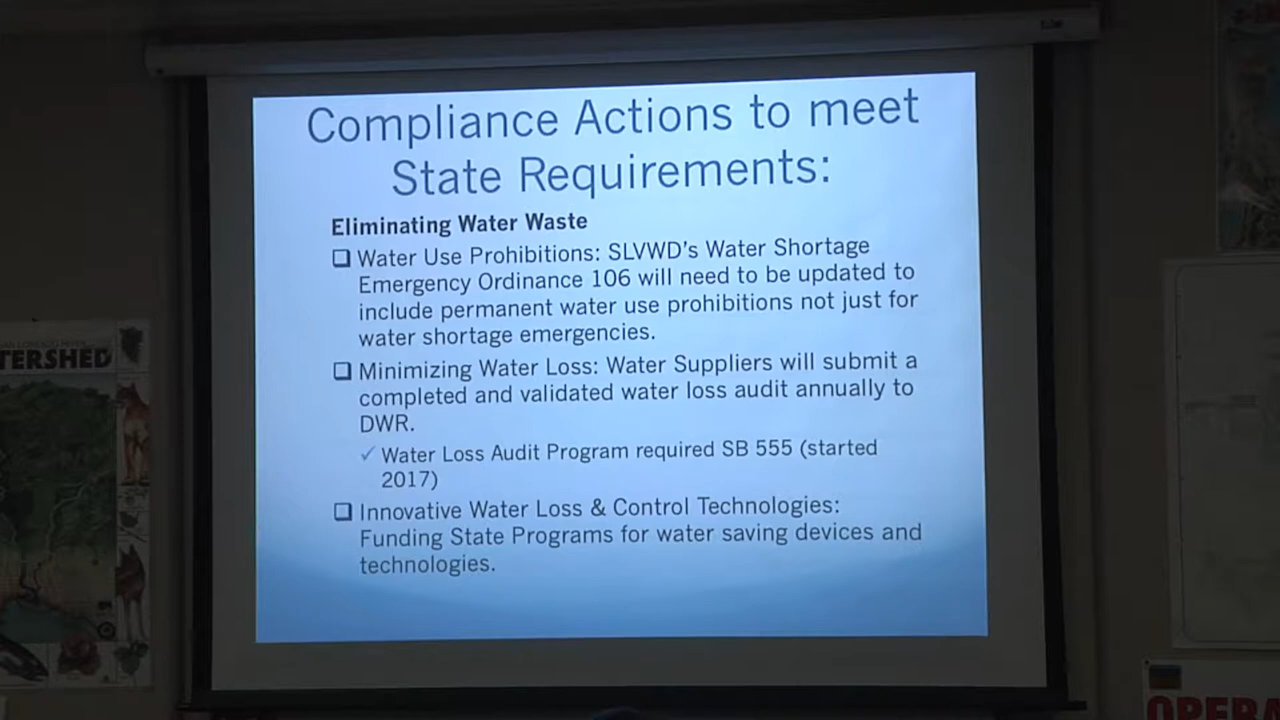 Compliance Actions to meet
State Requirements:
Eliminating Water Waste
❑ Water Use Prohibitions: SLVWD's Water Shortage
Emergency Ordinance 106 will need to be updated to
include permanent water use prohibitions not just for
water shortage emergencies.
❑ Minimizing Water Loss: Water Suppliers will submit a
completed and validated water loss audit annually to
DWR.
✓ Water Loss Audit Program required SB 555 (started
2017)
❑ Innovative Water Loss & Control Technologies:
Funding State Programs for water saving devices and
technologies.
TERSHED
OPERA